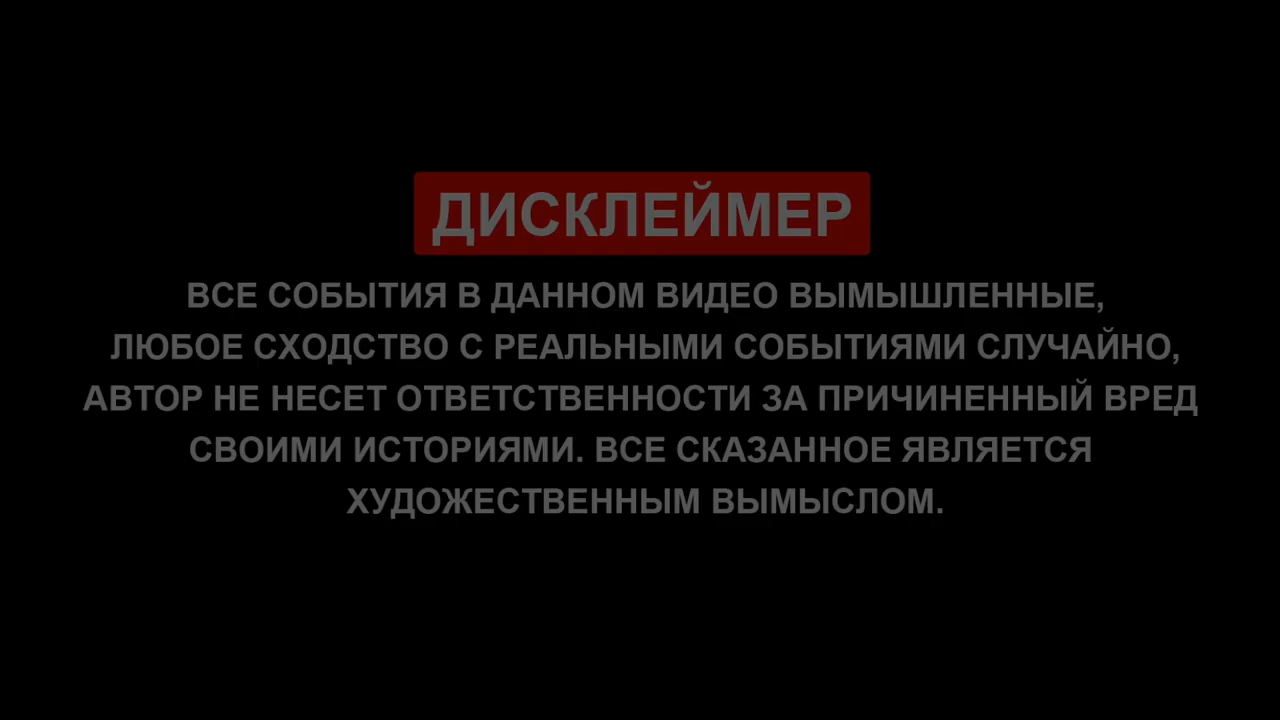 ДИСКЛЕЙМЕР
ВСЕ СОБЫТИЯ В ДАННОМ ВИДЕО ВЫМЫШЛЕННЫЕ,
ЛЮБОЕ СХОДСТВО С РЕАЛЬНЫМИ СОБЫТИЯМИ СЛУЧАЙНО,
АВТОР НЕ НЕСЕТ ОТВЕТСТВЕННОСТИ ЗА ПРИЧИНЕННЫЙ ВРЕД
СВОИМИ ИСТОРИЯМИ. ВСЕ СКАЗАННОЕ ЯВЛЯЕТСЯ
ХУДОЖЕСТВЕННЫМ ВЫМЫСЛОМ.